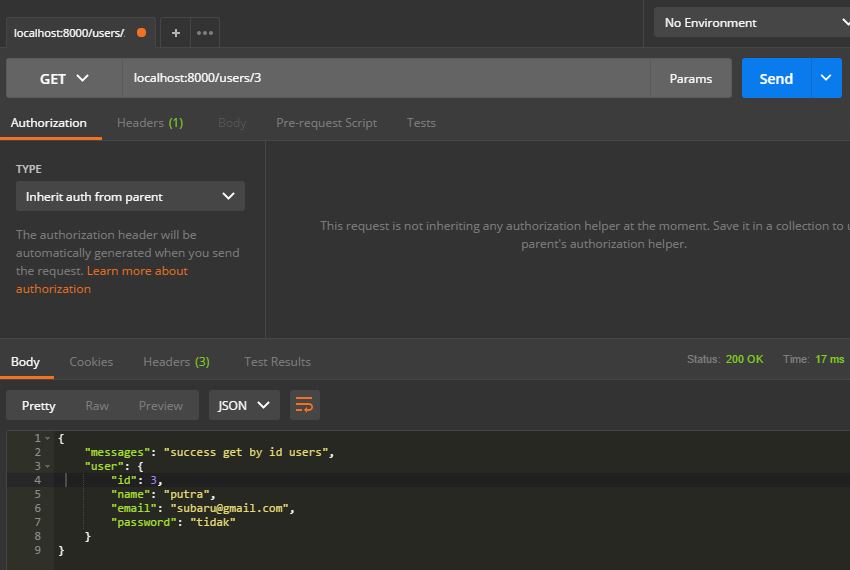 localhost:8000/users/
+
•••
No Environment
GET
localhost:8000/users/3
Params
Send
Authorization
Headers (1)
Body
Pre-request Script
Tests
TYPE
Inherit auth from parent
The authorization header will be
automatically generated when you send
the request. Learn more about
authorization
This request is not inheriting any authorization helper at the moment. Save it in a collection to
parent's authorization helper.
Body
Cookies
Headers (3)
Test Results
Status: 200 OK
Time: 17 ms
Pretty
Raw
Preview
JSON
1 {
2 "messages": "success get by id users",
3 "user": {
4 "id": 3,
5 "name": "putra",
6 "email": "subaru@gmail.com",
7 "password": "tidak"
8 }
9 }